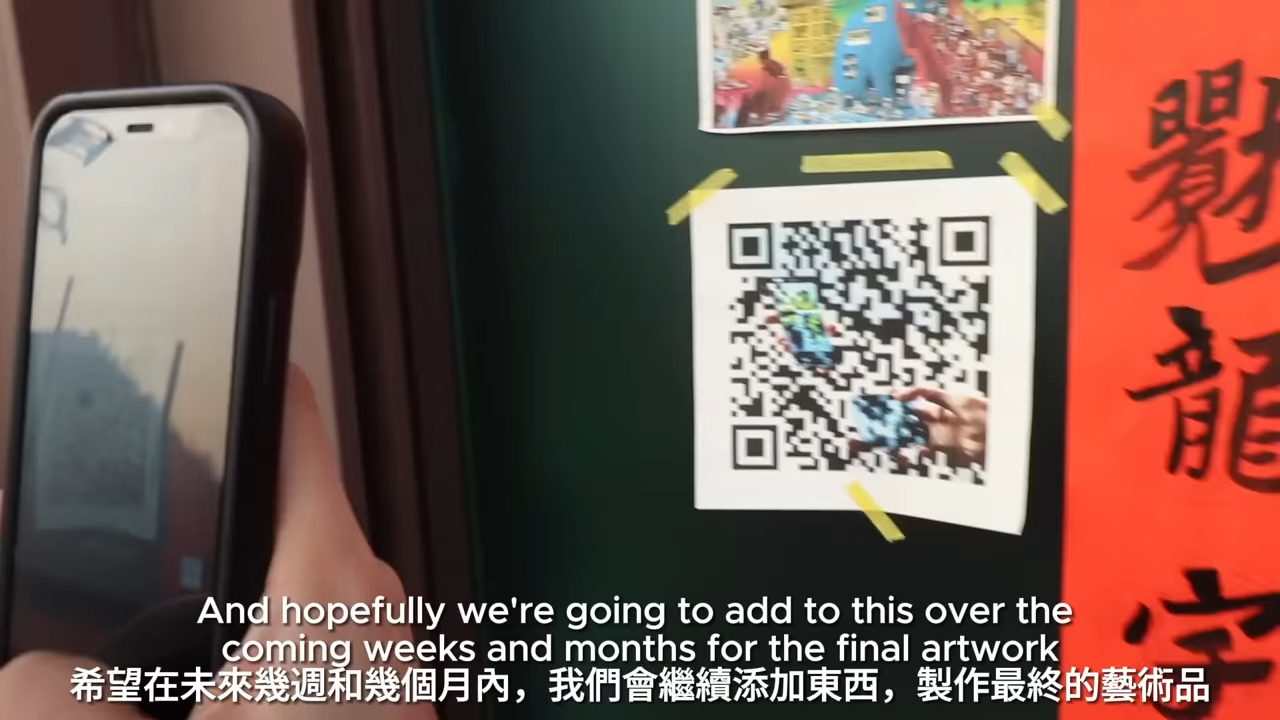 龍
字
And hopefully we're going to add to this over the
coming weeks and months for the final artwork
希望在未來幾週和幾個月內，我們會繼續添加東西，製作最終的藝術品